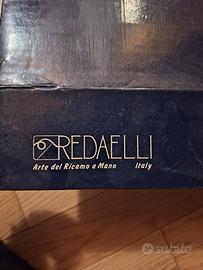 REDAELLI
Arte del Ricamo a Mano Italy
subito